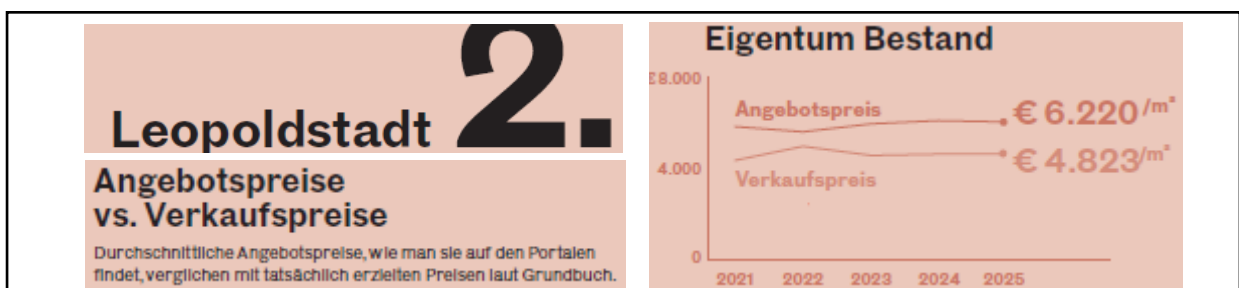 Leopoldstadt 2.
Angebotspreise
vs. Verkaufspreise
Durchschnittliche Angebotspreise, wie man sie auf den Portalen
findet, verglichen mit tatsächlich erzielten Preisen laut Grundbuch.
Eigentum Bestand
€ 8.000
Angebotspreis
€ 6.220/m²
4.000
Verkaufspreis
€ 4.823/m²
0
2021 2022 2023 2024 2025